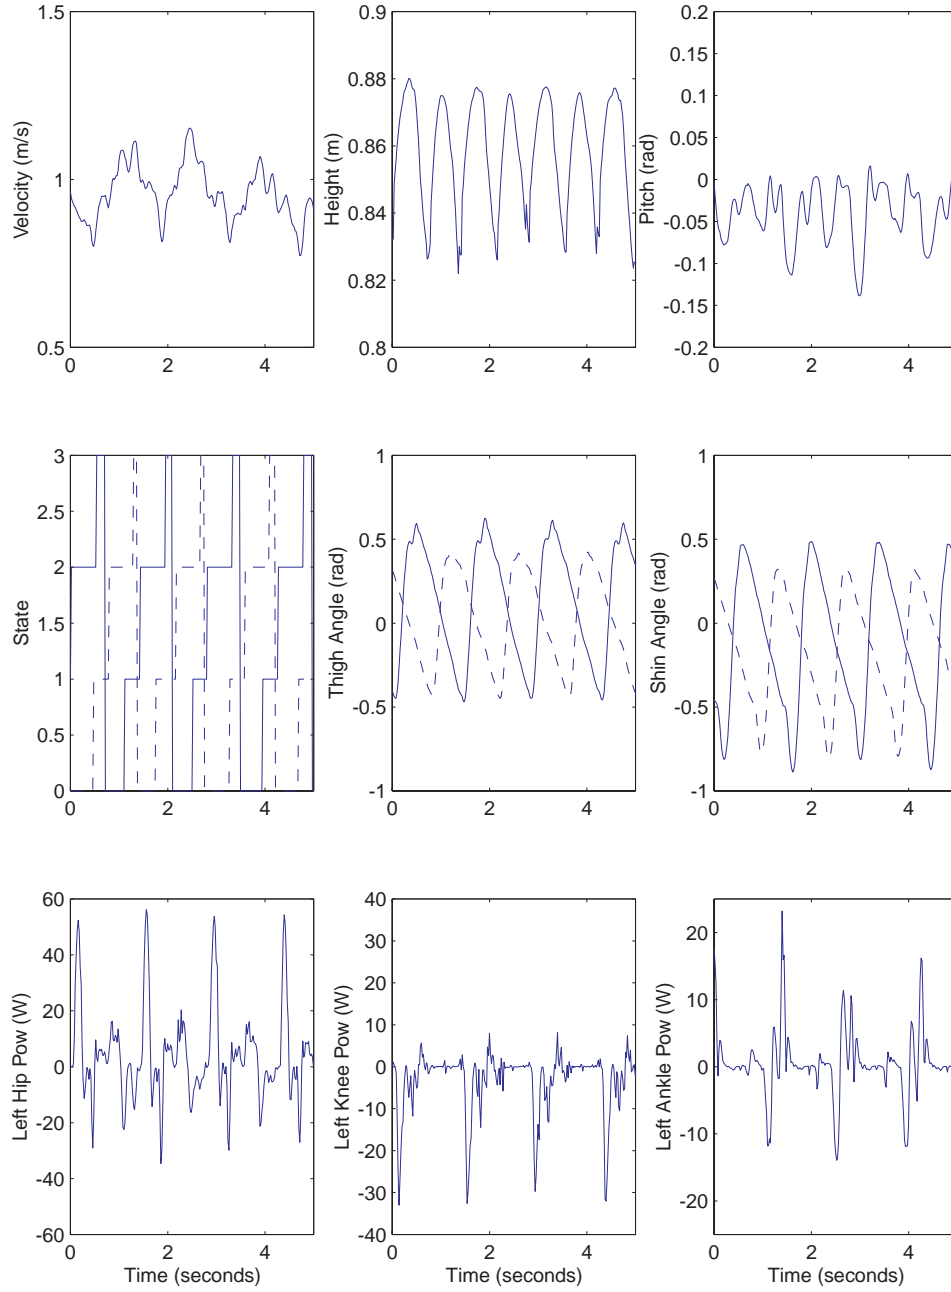 1.5
1
0.5
Velocity (m/s)
0 2 4
0.9
0.88
0.86
0.84
0.82
0.8
Height (m)
0 2 4
0.2
0.15
0.1
0.05
0
-0.05
-0.1
-0.15
-0.2
Pitch (rad)
0 2 4
3
2.5
2
1.5
1
0.5
0
State
0 2 4
1
0.5
0
-0.5
-1
Thigh Angle (rad)
0 2 4
1
0.5
0
-0.5
-1
Shin Angle (rad)
0 2 4
60
40
20
0
-20
-40
-60
Left Hip Pow (W)
0 2 4
Time (seconds)
40
30
20
10
0
-10
-20
-30
-40
Left Knee Pow (W)
0 2 4
Time (seconds)
20
10
0
-10
-20
Left Ankle Pow (W)
0 2 4
Time (seconds)